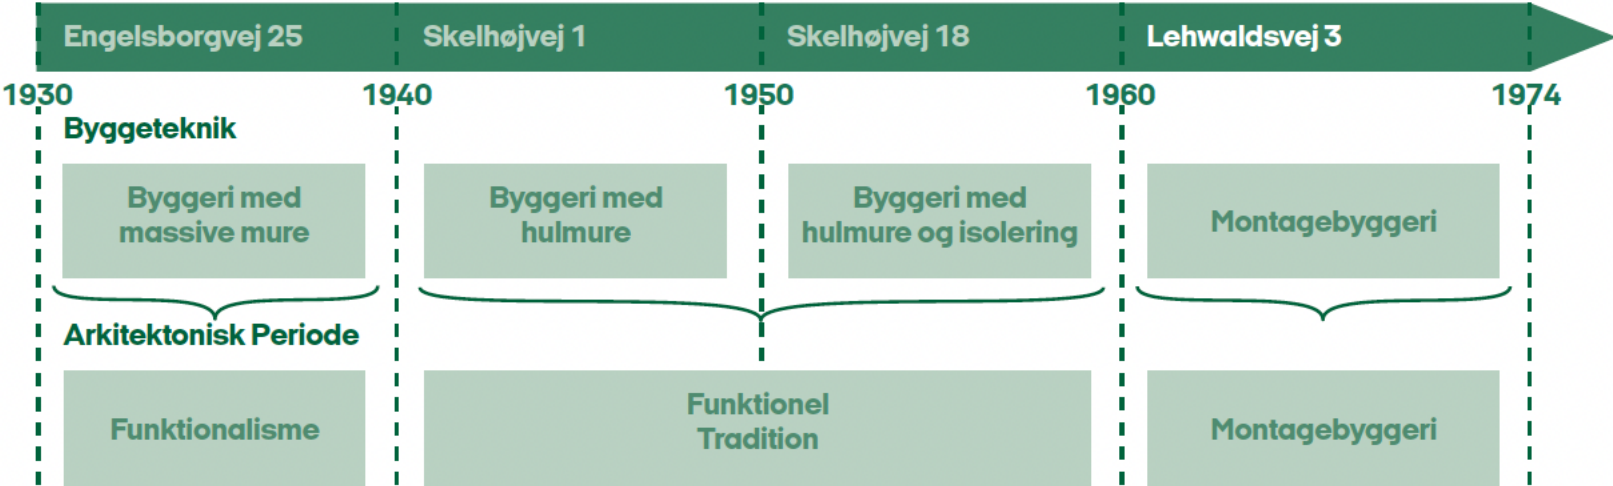 Engelsborgvej 25
Skelhøjvej 1
Skelhøjvej 18
Lehwaldsvej 3
1930
1940
1950
1960
1974
Byggeteknik
Byggeri med
massive mure
Byggeri med
hulmure
Byggeri med
hulmure og isolering
Montagebyggeri
Arkitektonisk Periode
Funktionalisme
Funktionel
Tradition
Montagebyggeri